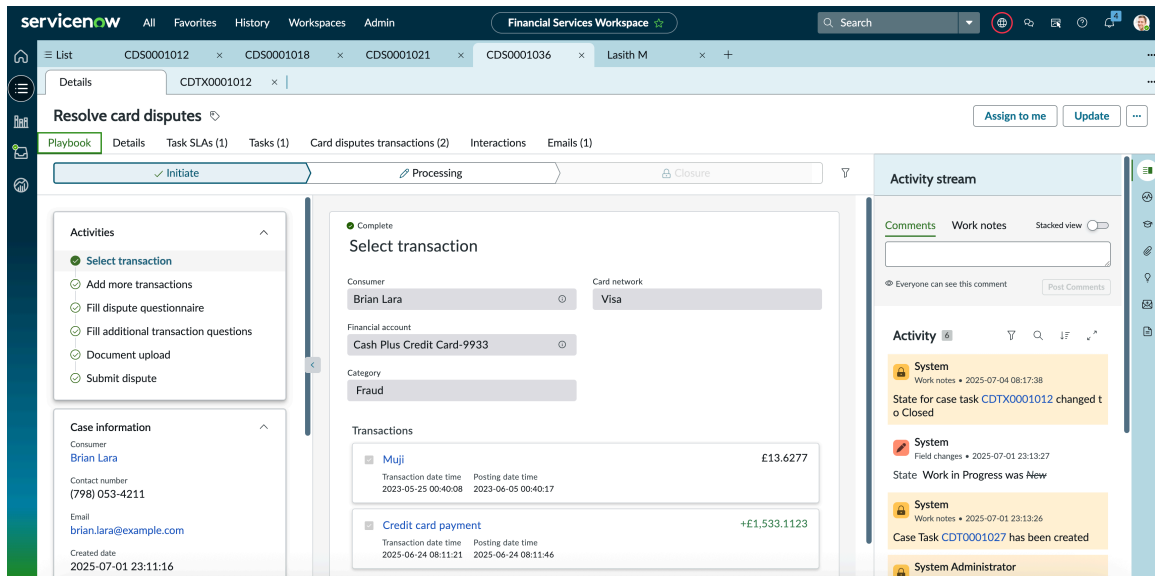 servicenow All Favorites History Workspaces Admin Financial Services Workspace Search 4
List CDS0001012 × CDS0001018 × CDS0001021 × CDS0001036 × Lasith M × +
Details CDTX0001012 ×
Resolve card disputes Assign to me Update
Playbook Details Task SLAs (1) Tasks (1) Card disputes transactions (2) Interactions Emails (1)
Initiate Processing Closure
Activities
Select transaction
Add more transactions
Fill dispute questionnaire
Fill additional transaction questions
Document upload
Submit dispute
Case information
Consumer
Brian Lara
Contact number
(798) 053-4211
Email
brian.lara@example.com
Created date
2025-07-01 23:11:16
Complete
Select transaction
Consumer Card network
Brian Lara Visa
Financial account
Cash Plus Credit Card-9933
Category
Fraud
Transactions
Muji £13.6277
Transaction date time Posting date time
2023-05-25 00:40:08 2023-06-05 00:40:17
Credit card payment +£1,533.1123
Transaction date time Posting date time
2025-06-24 08:11:21 2025-06-24 08:11:46
Activity stream
Comments Work notes Stacked view
Everyone can see this comment Post Comments
Activity 6
System
Work notes • 2025-07-04 08:17:38
State for case task CDTX0001012 changed t
o Closed
System
Field changes • 2025-07-01 23:13:27
State Work in Progress was New
System
Work notes • 2025-07-01 23:13:26
Case Task CDT0001027 has been created
System Administrator